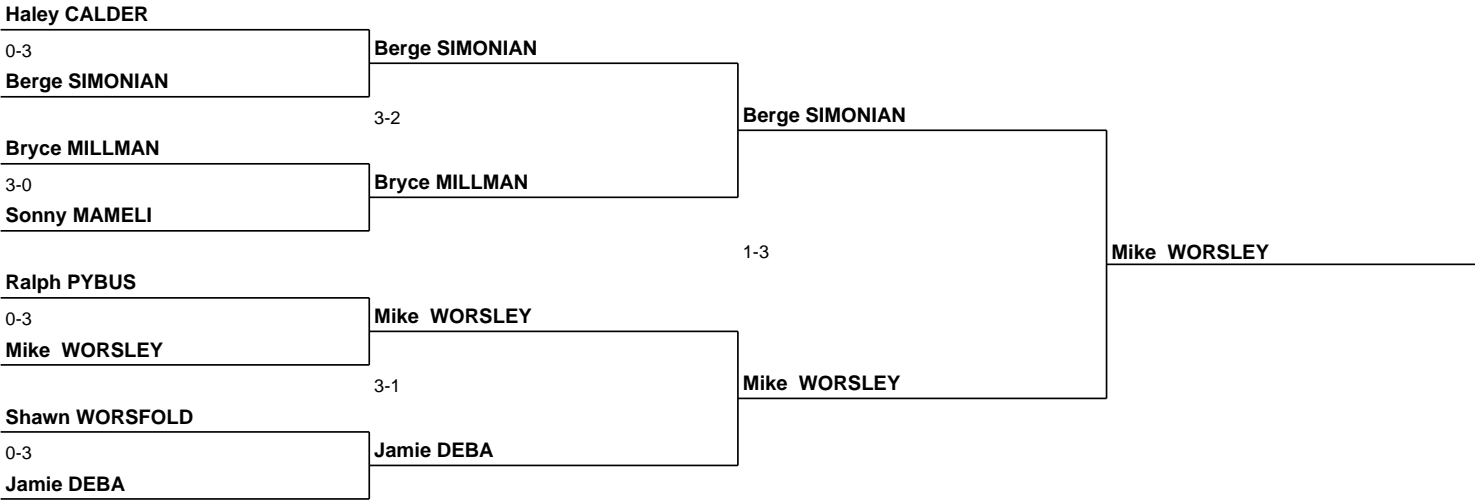 Haley CALDER
0-3
Berge SIMONIAN
Berge SIMONIAN
3-2
Berge SIMONIAN
Bryce MILLMAN
3-0
Bryce MILLMAN
Sonny MAMELI
1-3
Mike  WORSLEY
Ralph PYBUS
0-3
Mike  WORSLEY
Mike  WORSLEY
3-1
Mike  WORSLEY
Shawn WORSFOLD
0-3
Jamie DEBA
Jamie DEBA